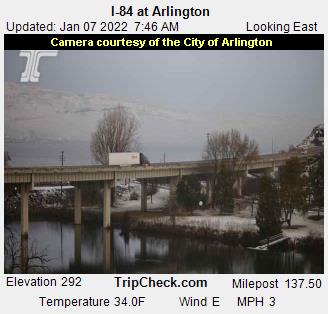 I-84 at Arlington
Updated: Jan 07 2022 7:46 AM Looking East
Camera courtesy of the City of Arlington
Elevation 292 TripCheck.com Milepost 137.50
Temperature 34.0F Wind E MPH 3